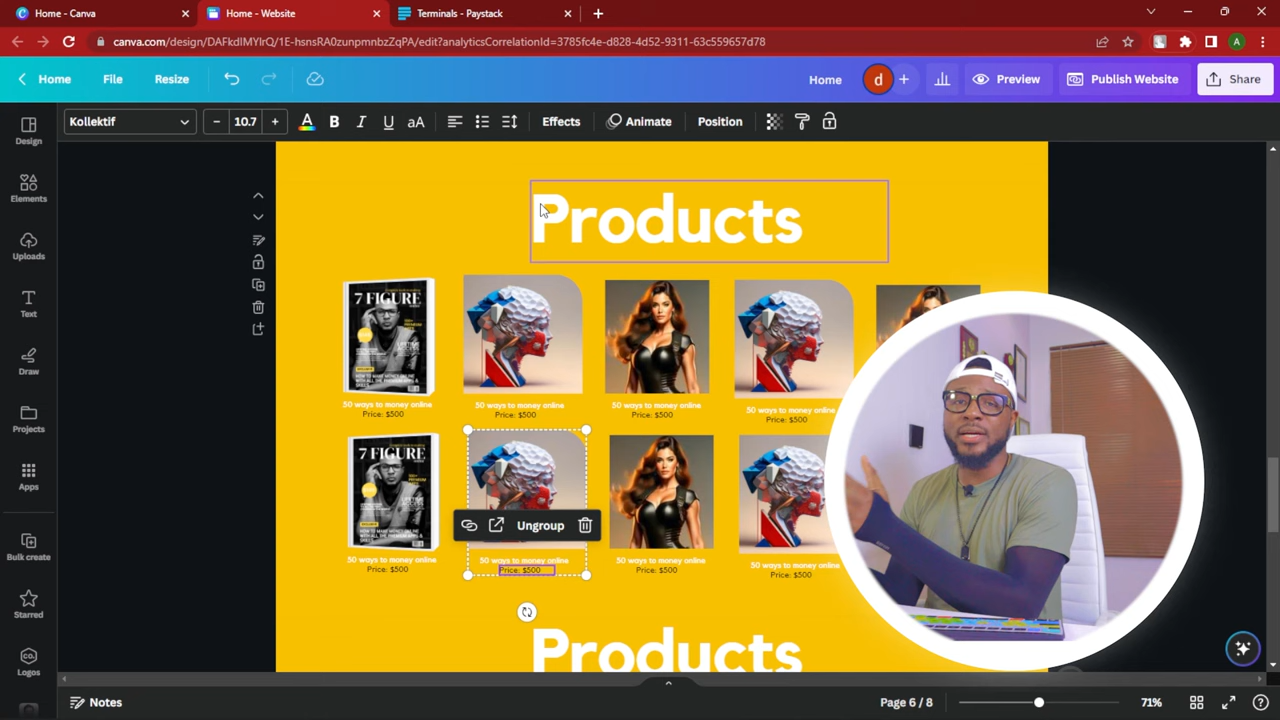 Home - Canva
Home - Website
Terminals - Paystack
canva.com/design/DAFkdIMYlrQ/1E-hsnsRA0zunpmnbzZqPA/edit?analyticsCorrelationId=3785fc4e-d828-4d52-9311-63c559657d78
A
Home
File
Resize
Home
d
Preview
Publish Website
Share
Kollektif
10.7
A
B
I
U
aA
Effects
Animate
Position
Design
Elements
Uploads
Text
Draw
Projects
Apps
Bulk create
Starred
Logos
Products
7 FIGURE
50 ways to money online
Price: $500
50 ways to money online
Price: $500
50 ways to money online
Price: $500
50 ways to money online
Price: $500
7 FIGURE
Ungroup
50 ways to money online
Price: $500
50 ways to money online
Price: $500
50 ways to money online
Price: $500
50 ways to money online
Price: $500
Products
Notes
Page 6 / 8
71%